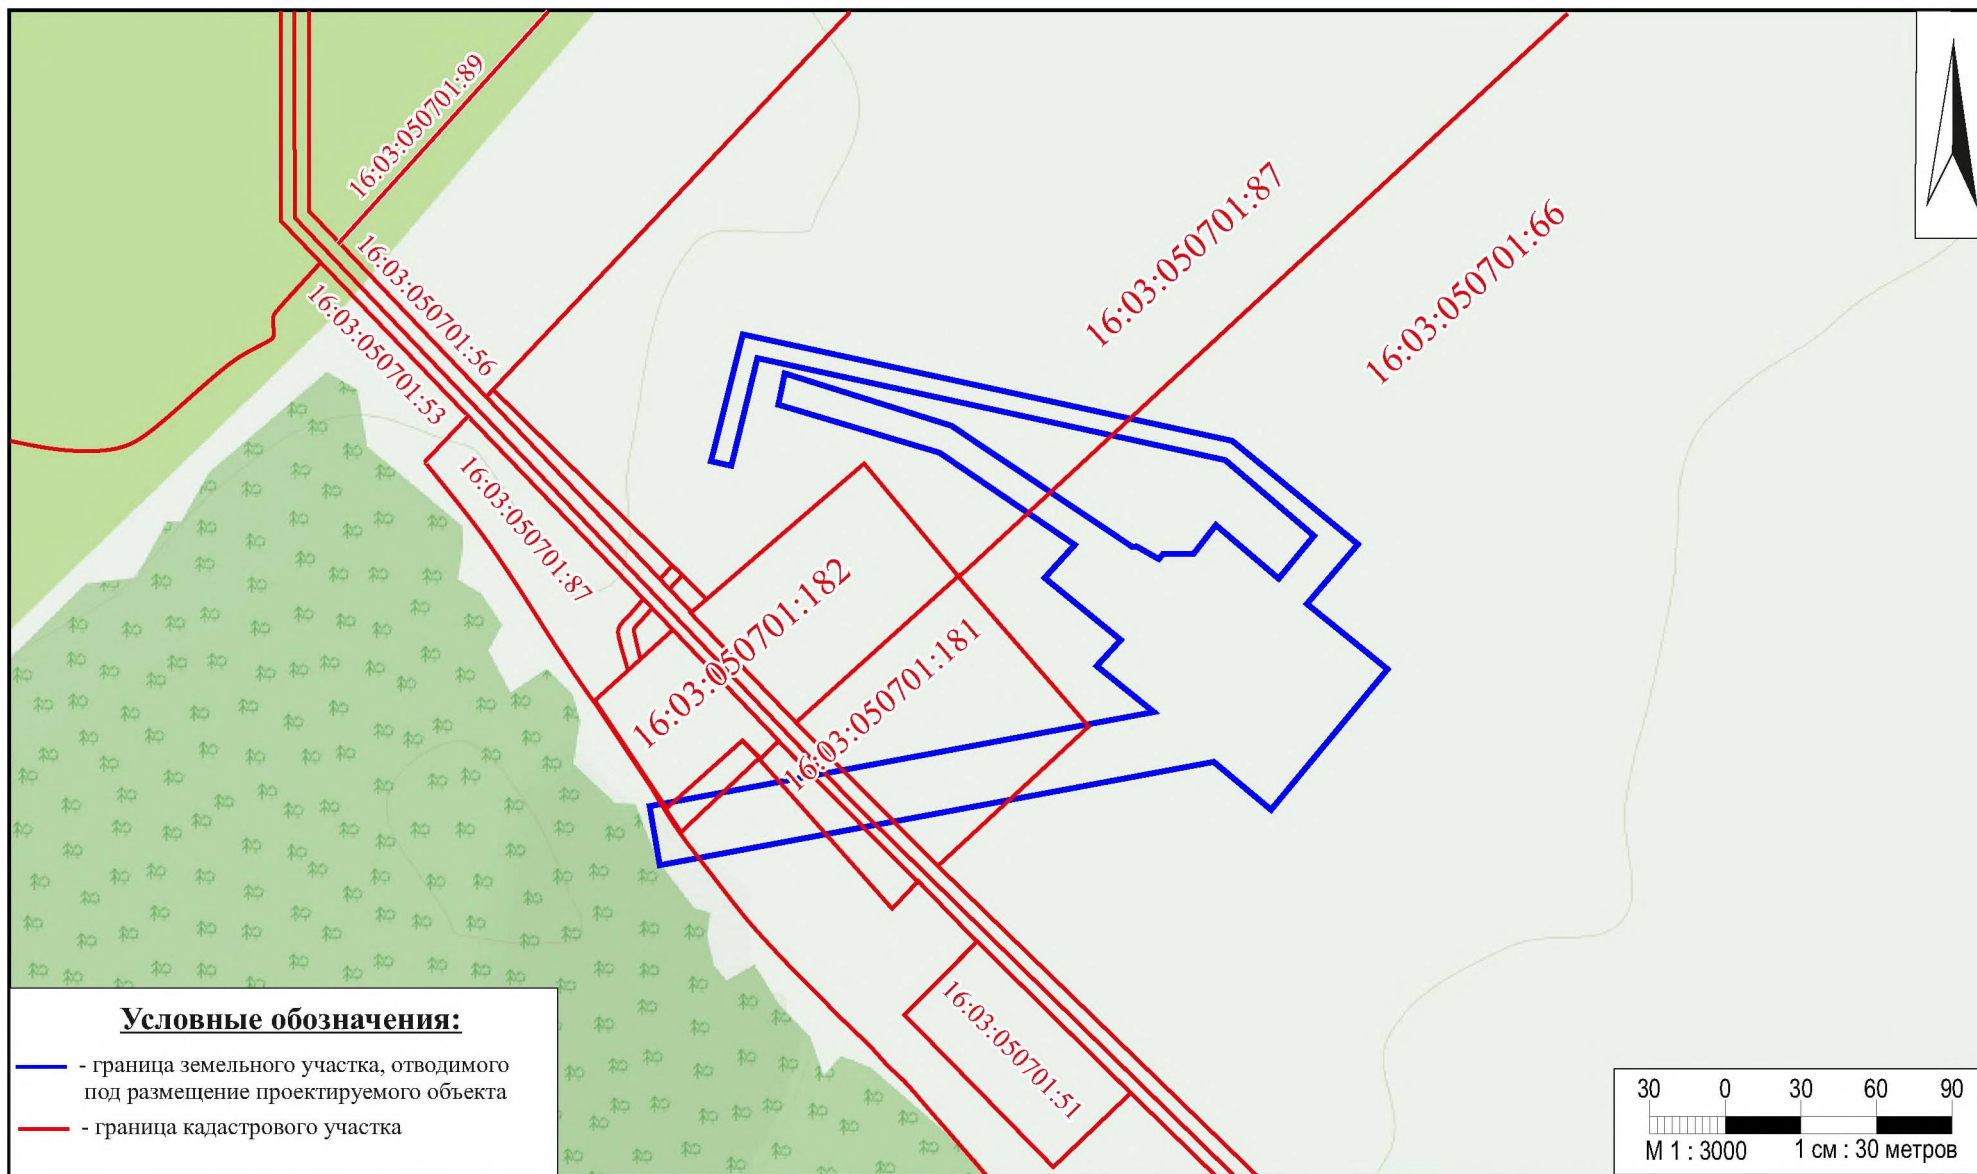 16:03:050701:89
16:03:050701:56
16:03:050701:53
16:03:050701:87
16:03:050701:66
16:03:050701:87
16:03:050701:182
16:03:050701:181
16:03:050701:51
Условные обозначения:
- граница земельного участка, отводимого
под размещение проектируемого объекта
- граница кадастрового участка
30 0 30 60 90
М 1 : 3000 1 см : 30 метров